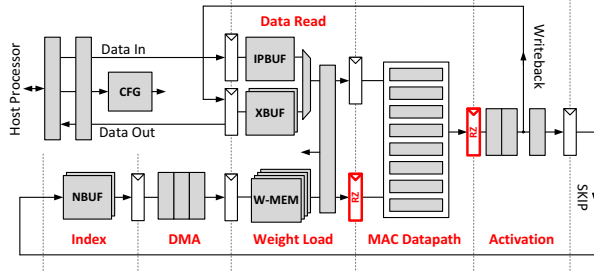 Data Read
Host Processor
Data In
CFG
Data Out
IPBUF
XBUF
Writeback
RZ
NBUF
W-MEM
RZ
SKIP
Index
DMA
Weight Load
MAC Datapath
Activation